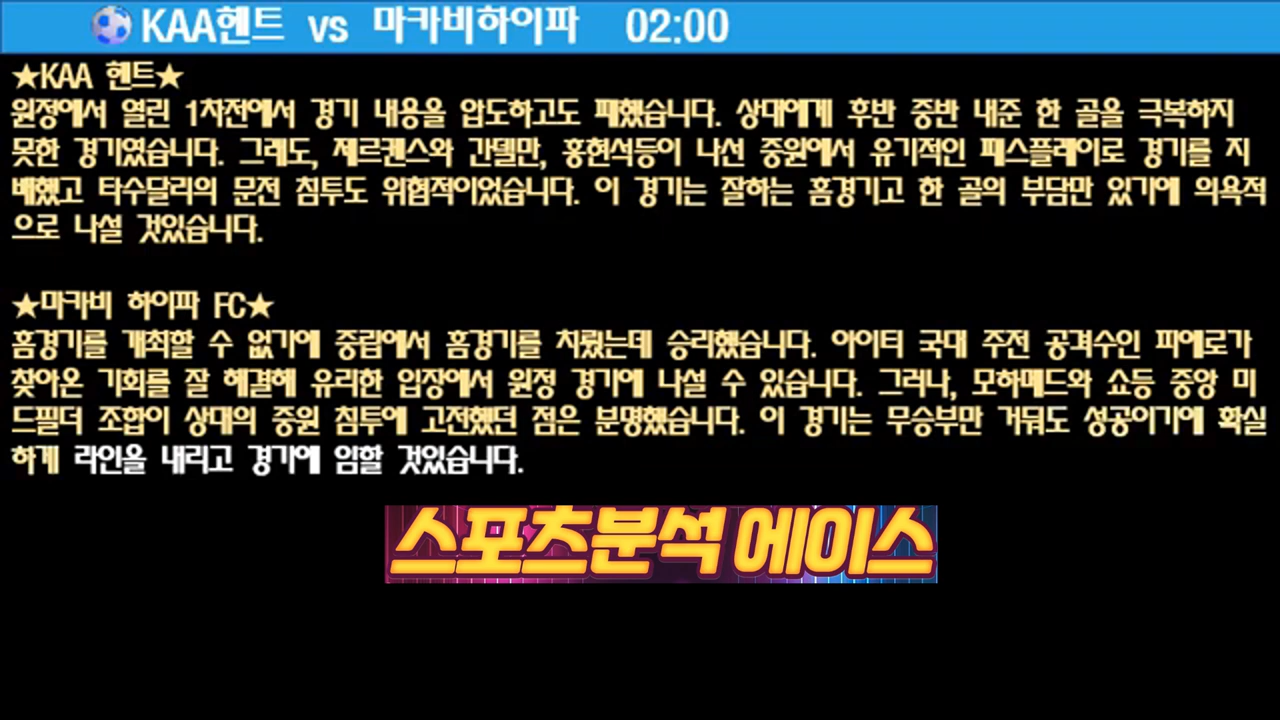 KAA헨트 vs 마카비하이파 02:00
★KAA 헨트★
원정에서 열린 1차전에서 경기 내용을 압도하고도 패했습니다. 상대에게 후반 중반 내준 한 골을 극복하지
못한 경기였습니다. 그래도, 제르켄스와 간델만, 홍현석등이 나선 중원에서 유기적인 패스플레이로 경기를 지
배했고 타수달리의 문전 침투도 위협적이었습니다. 이 경기는 잘하는 홈경기고 한 골의 부담만 있기에 의욕적
으로 나설 것있습니다.
★마카비 하이파 FC★
홈경기를 개최할 수 없기에 중립에서 홈경기를 치뤘는데 승리했습니다. 아이티 국대 주전 공격수인 피에로가
찾아온 기회를 잘 해결해 유리한 입장에서 원정 경기에 나설 수 있습니다. 그러나, 모하메드와 쇼등 중앙 미
드필더 조합이 상대의 중원 침투에 고전했던 점은 분명했습니다. 이 경기는 무승부만 거둬도 성공이기에 확실
하게 라인을 내리고 경기에 임할 것있습니다.
스포츠분석 에이스